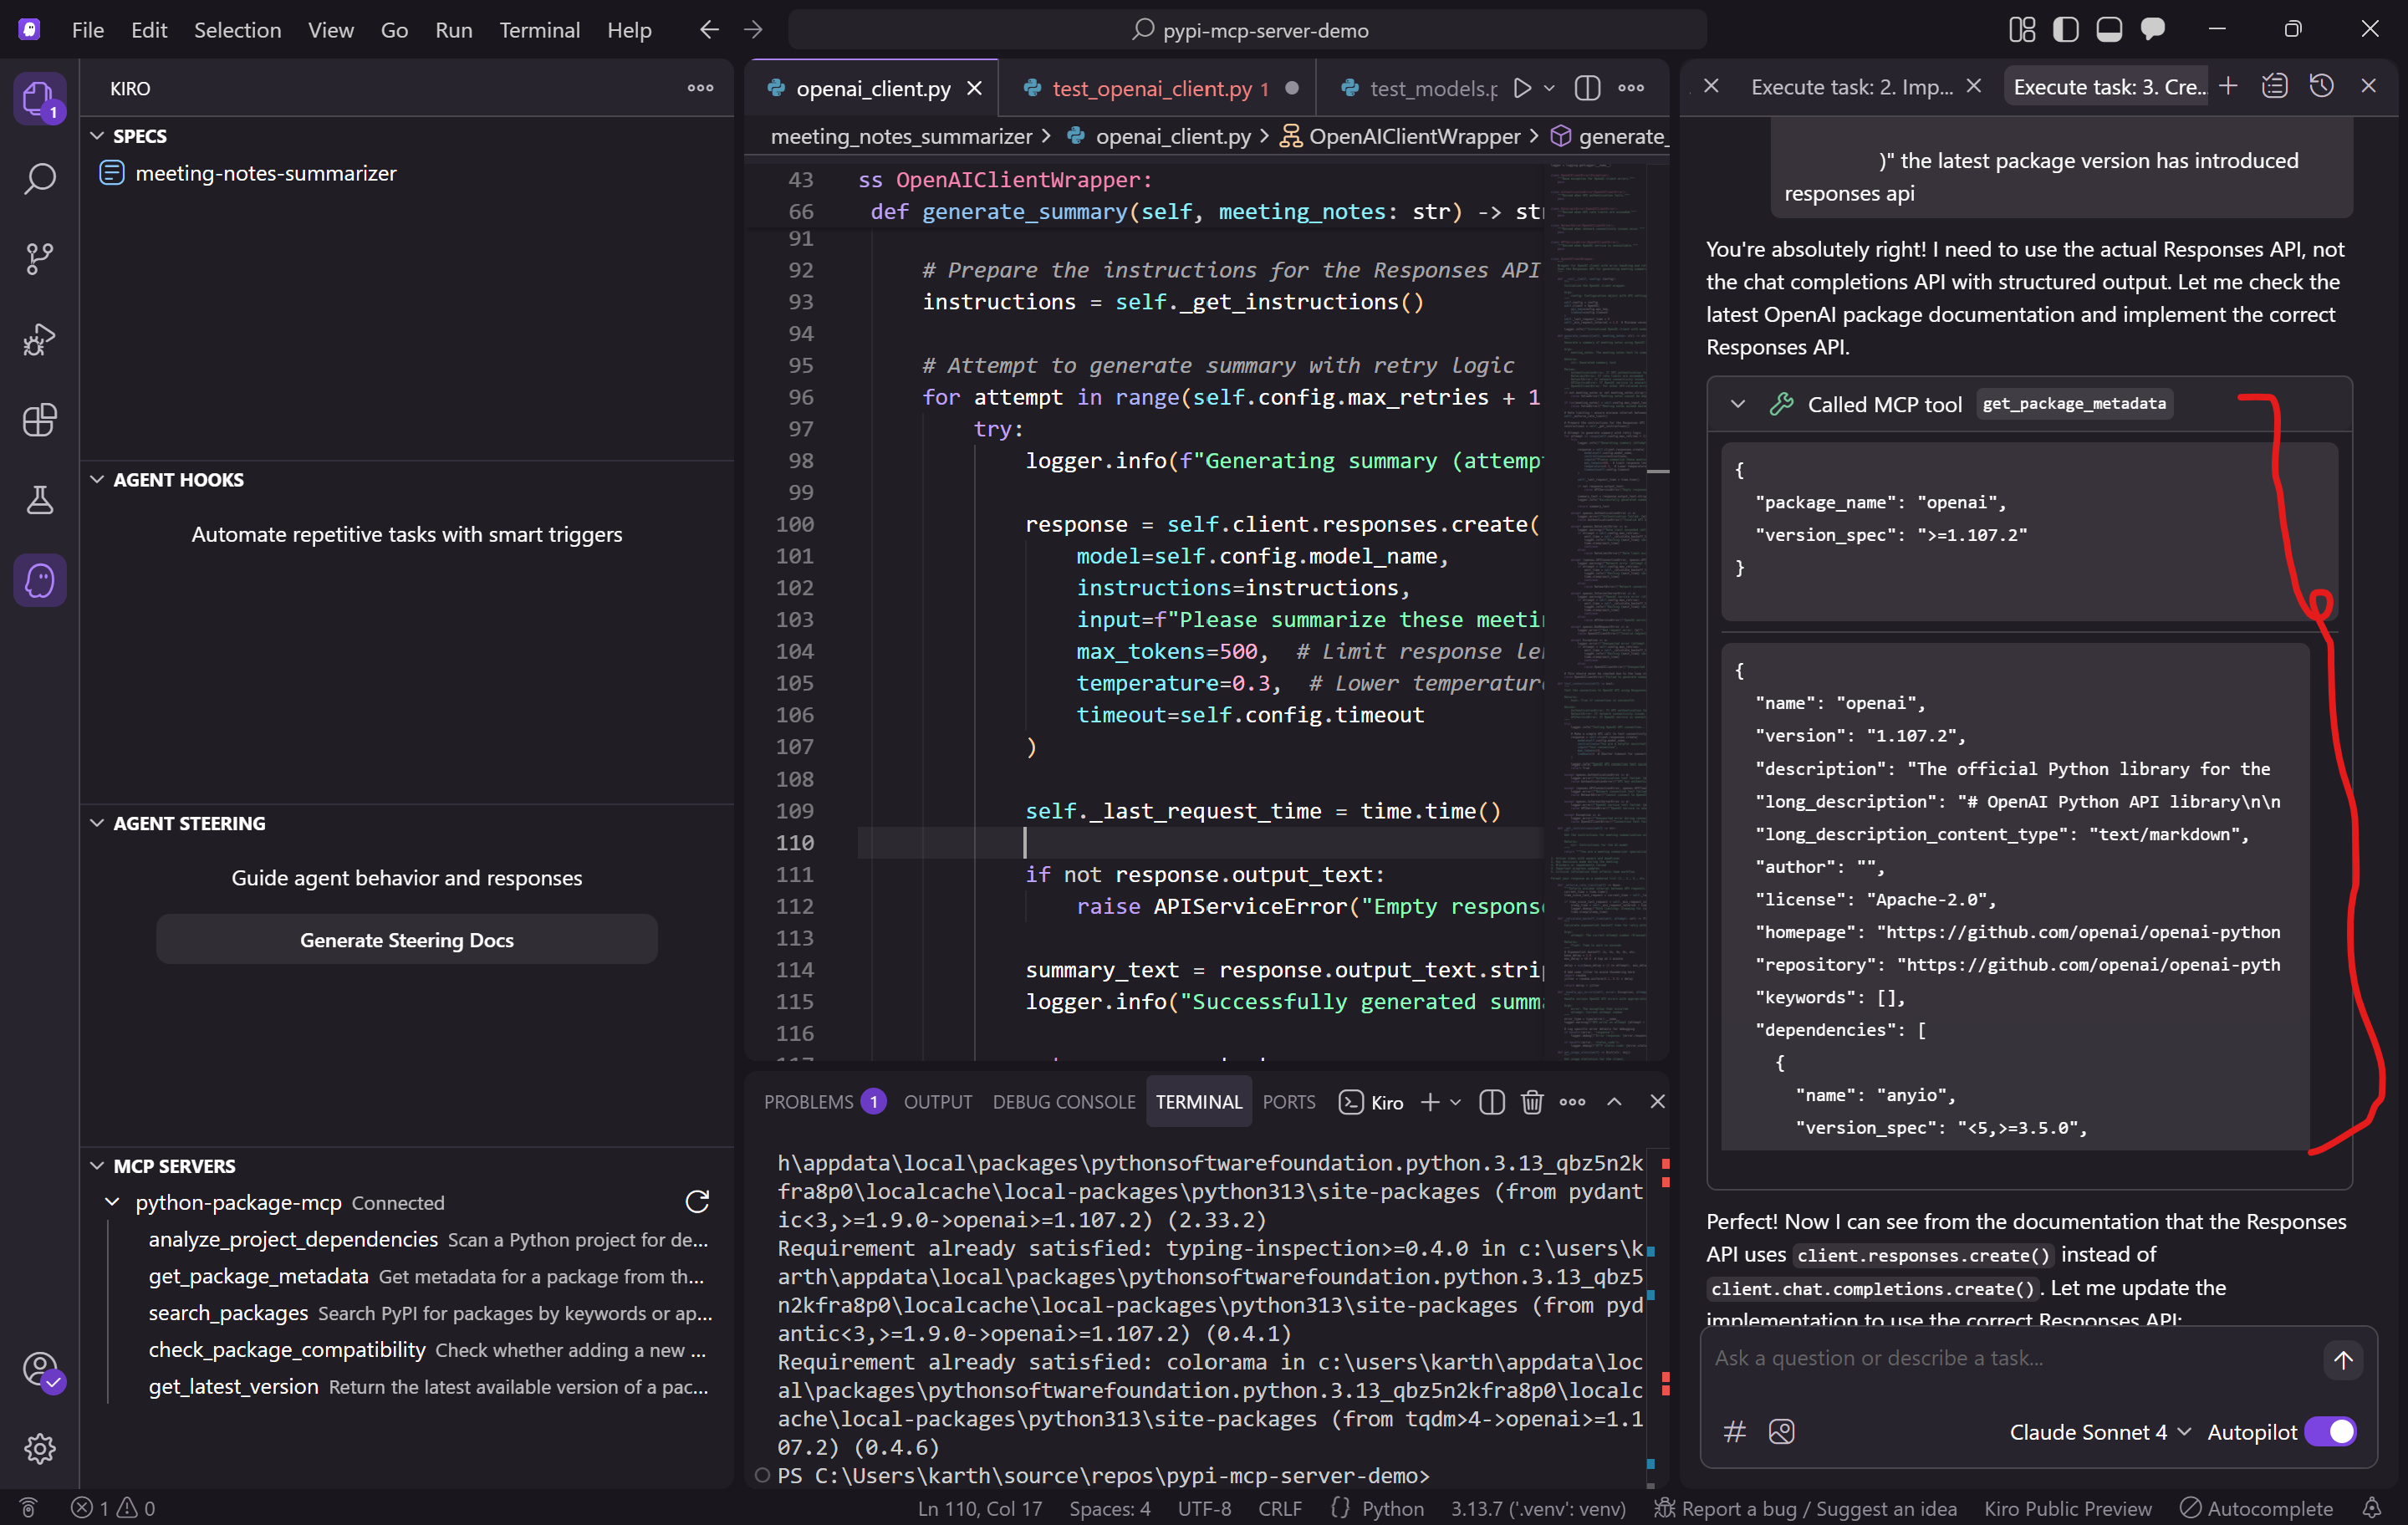 File Edit Selection View Go Run Terminal Help
pypi-mcp-server-demo
1
KIRO
SPECS
meeting-notes-summarizer
AGENT HOOKS
Automate repetitive tasks with smart triggers
AGENT STEERING
Guide agent behavior and responses
Generate Steering Docs
MCP SERVERS
python-package-mcp Connected
analyze_project_dependencies Scan a Python project for de...
get_package_metadata Get metadata for a package from th...
search_packages Search PyPI for packages by keywords or ap...
check_package_compatibility Check whether adding a new ...
get_latest_version Return the latest available version of a pac...
openai_client.py
test_openai_client.py 1
test_models.p
meeting_notes_summarizer > openai_client.py > OpenAIClientWrapper > generate_
43 ss OpenAIClientWrapper:
66 def generate_summary(self, meeting_notes: str) -> st
91
92 # Prepare the instructions for the Responses API
93 instructions = self._get_instructions()
94
95 # Attempt to generate summary with retry logic
96 for attempt in range(self.config.max_retries + 1
97 try:
98 logger.info(f"Generating summary (attemp
99
100 response = self.client.responses.create(
101 model=self.config.model_name,
102 instructions=instructions,
103 input=f"Please summarize these meeti
104 max_tokens=500, # Limit response le
105 temperature=0.3, # Lower temperatur
106 timeout=self.config.timeout
107 )
108
109 self._last_request_time = time.time()
110
111 if not response.output_text:
112 raise APIServiceError("Empty respons
113
114 summary_text = response.output_text.stri
115 logger.info("Successfully generated summ
116
PROBLEMS 1 OUTPUT DEBUG CONSOLE TERMINAL PORTS Kiro
h\appdata\local\packages\pythonsoftwarefoundation.python.3.13_qbz5n2k
fra8p0\localcache\local-packages\python313\site-packages (from pydant
ic<3,>=1.9.0->openai>=1.107.2) (2.33.2)
Requirement already satisfied: typing-inspection>=0.4.0 in c:\users\k
arth\appdata\local\packages\pythonsoftwarefoundation.python.3.13_qbz5
n2kfra8p0\localcache\local-packages\python313\site-packages (from pyd
antic<3,>=1.9.0->openai>=1.107.2) (0.4.1)
Requirement already satisfied: colorama in c:\users\karth\appdata\loc
al\packages\pythonsoftwarefoundation.python.3.13_qbz5n2kfra8p0\localc
ache\local-packages\python313\site-packages (from tqdm>4->openai>=1.1
07.2) (0.4.6)
PS C:\Users\karth\source\repos\pypi-mcp-server-demo>
Execute task: 2. Imp...
Execute task: 3. Cre...
)" the latest package version has introduced
responses api
You're absolutely right! I need to use the actual Responses API, not
the chat completions API with structured output. Let me check the
latest OpenAI package documentation and implement the correct
Responses API.
Called MCP tool get_package_metadata
{
"package_name": "openai",
"version_spec": ">=1.107.2"
}
{
"name": "openai",
"version": "1.107.2",
"description": "The official Python library for the
"long_description": "# OpenAI Python API library\n\n
"long_description_content_type": "text/markdown",
"author": "",
"license": "Apache-2.0",
"homepage": "https://github.com/openai/openai-python
"repository": "https://github.com/openai/openai-pyth
"keywords": [],
"dependencies": [
{
"name": "anyio",
"version_spec": "<5,>=3.5.0",
Perfect! Now I can see from the documentation that the Responses
API uses client.responses.create() instead of
client.chat.completions.create(). Let me update the
implementation to use the correct Responses API:
Ask a question or describe a task...
#
Claude Sonnet 4 Autopilot
1 0
Ln 110, Col 17 Spaces: 4 UTF-8 CRLF {} Python 3.13.7 ('.venv': venv) Report a bug / Suggest an idea Kiro Public Preview Autocomplete